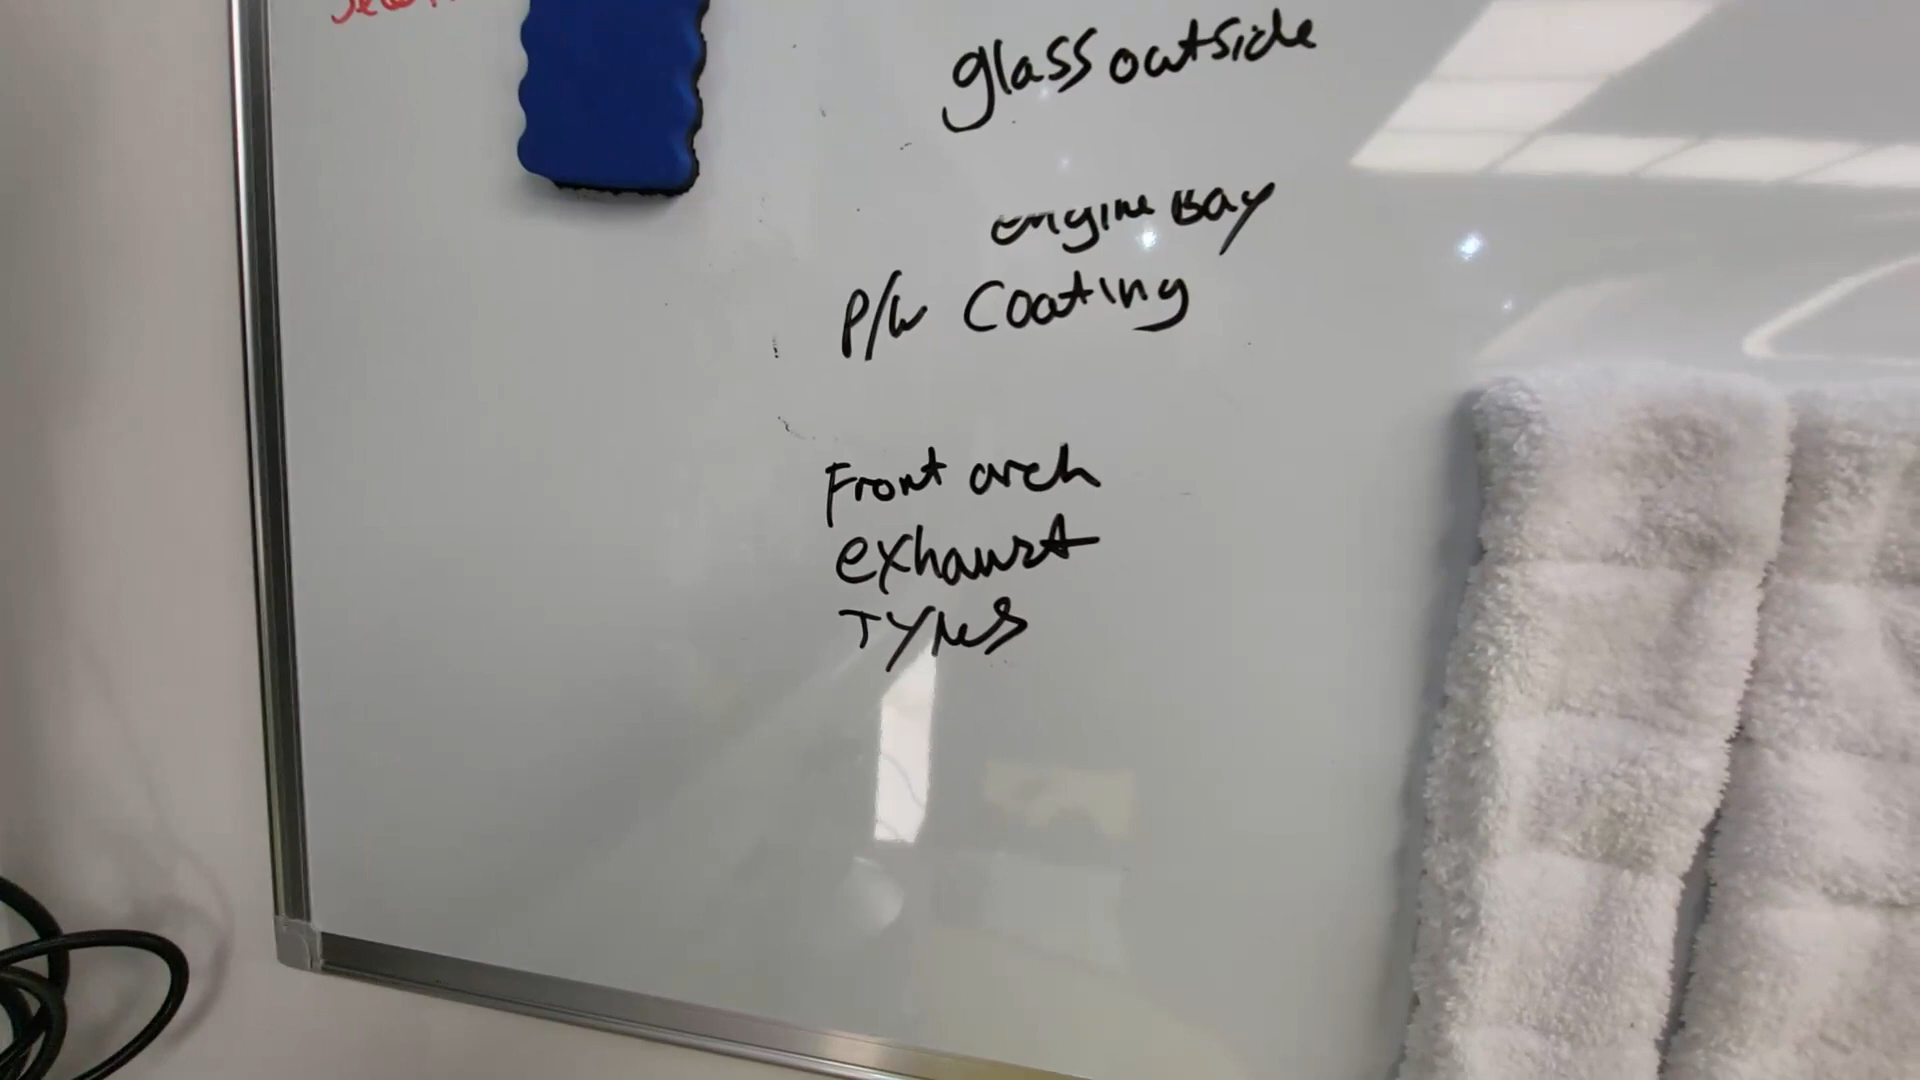 glass outside
engine Bay
P/W Coating
Front arch
exhaust
Tyres